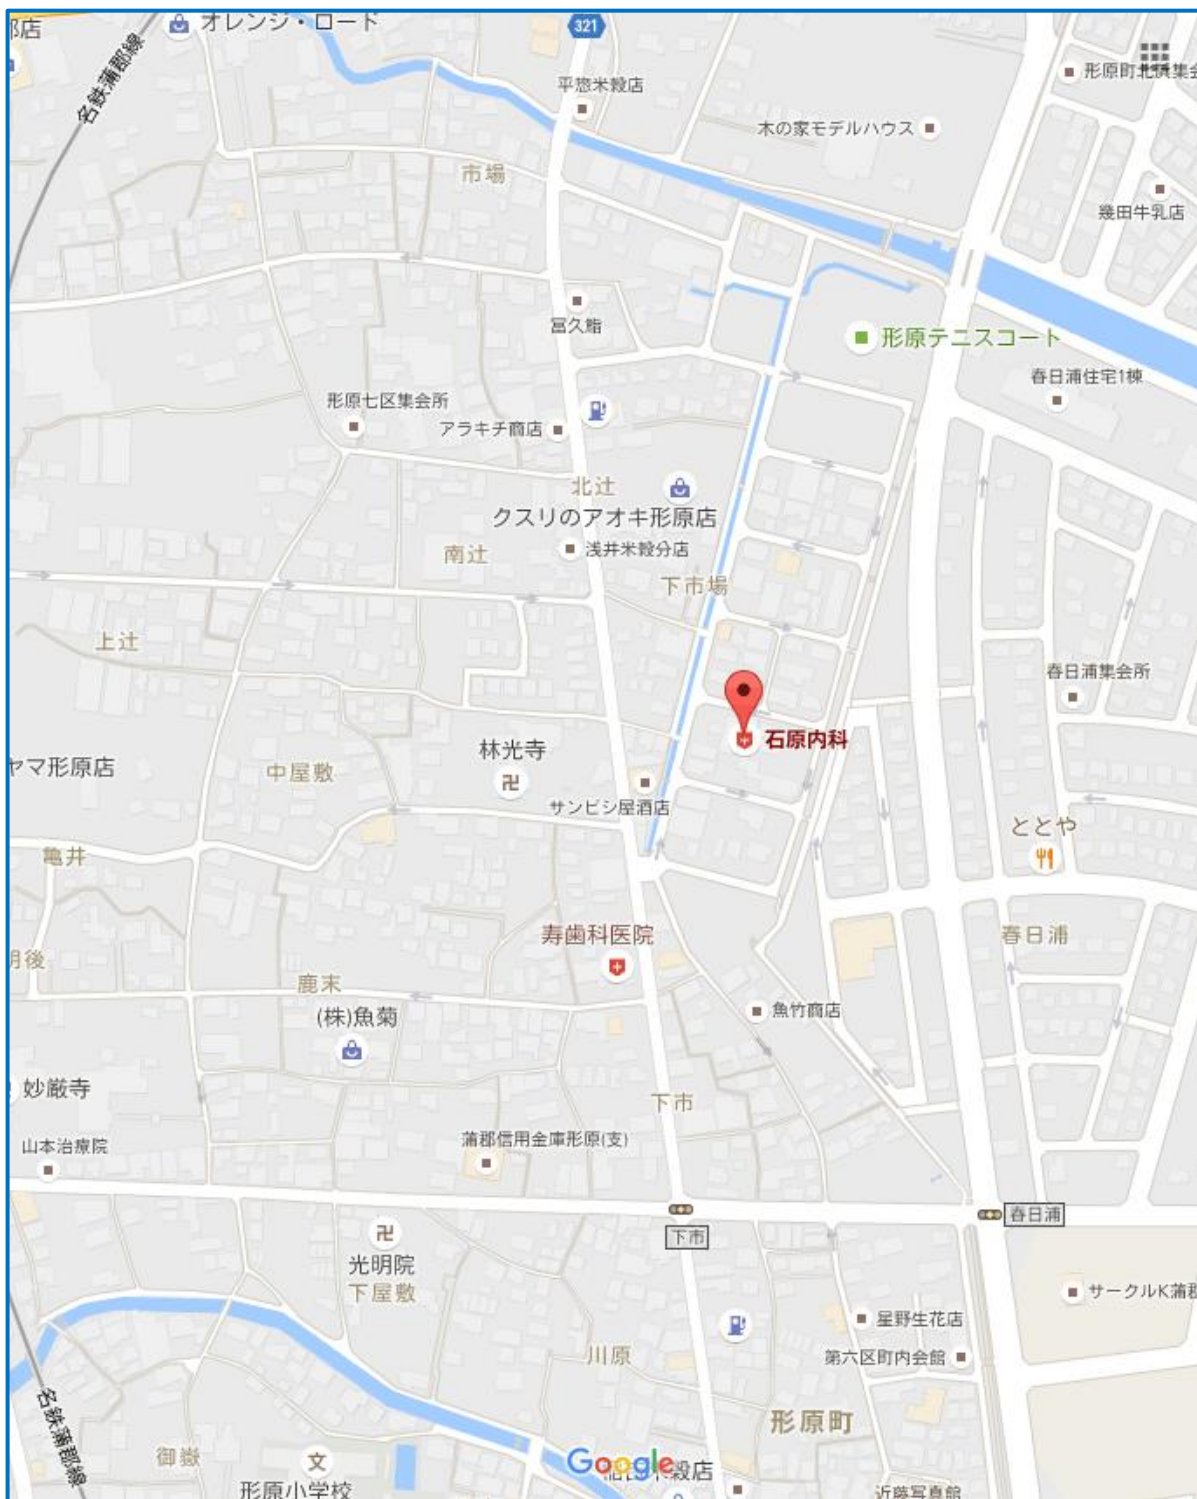 オレンジ・ロード
321
平惣米穀店
形原町北浜集会
木の家モデルハウス
名鉄蒲郡線
市場
幾田牛乳店
冨久鮨
形原テニスコート
春日浦住宅1棟
形原七区集会所
アラキチ商店
北辻
クスリのアオキ形原店
浅井米穀分店
南辻
下市場
上辻
春日浦集会所
石原内科
林光寺
ヤマ形原店
中屋敷
サンビシ屋酒店
ととや
亀井
寿歯科医院
春日浦
明後
鹿末
(株)魚菊
魚竹商店
妙厳寺
下市
蒲郡信用金庫形原(支)
山本治療院
春日浦
下市
光明院
下屋敷
サークルK蒲郡
星野生花店
川原
第六区町内会館
名鉄蒲郡線
形原町
御嶽
Google
文
形原小学校
近藤写真館